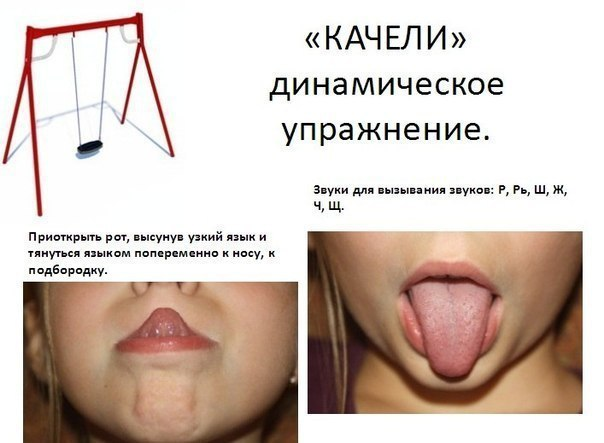 «КАЧЕЛИ»
динамическое
упражнение.
Звуки для вызывания звуков: Р, Рь, Ш, Ж,
Ч, Щ.
Приоткрыть рот, высунув узкий язык и
тянуться языком попеременно к носу, к
подбородку.